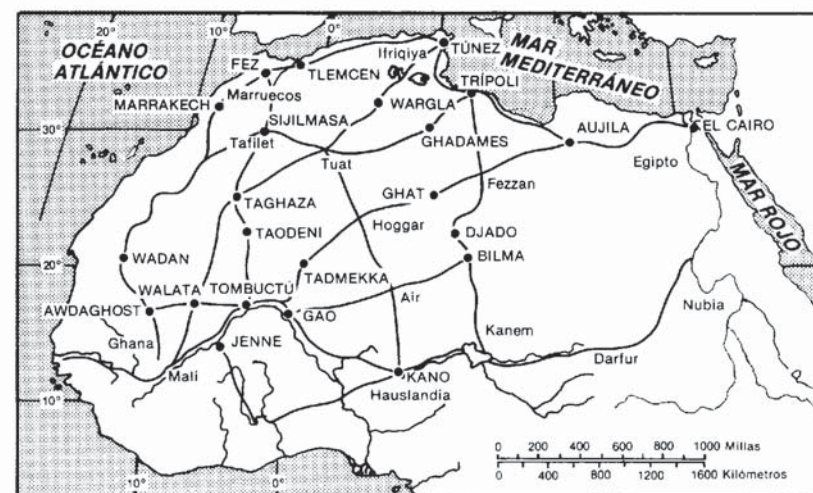 20°
10°
0
OCÉANO
ATLÁNTICO
MAR
MEDITERRÁNEO
Ifriqiya
TÚNEZ
FEZ
TLEMCEN
TRÍPOLI
MARRAKECH
Marruecos
WARGLA
SIJILMASA
30°
Tafilet
GHADAMES
AUJILA
EL CAIRO
Tuat
Egipto
MAR ROJO
TAGHAZA
GHAT
Fezzan
Hoggar
TAODENI
DJADO
WADAN
BILMA
20°
TADMEKKA
WALATA
TOMBUCTÚ
Air
Nubia
AWDAGHOST
GAO
Ghana
JENNE
Kanem
Darfur
Mali
KANO
Hauslandia
10°
0 200 400 600 800 1000 Millas
0 400 800 1200 1600 Kilómetros
10°
0°